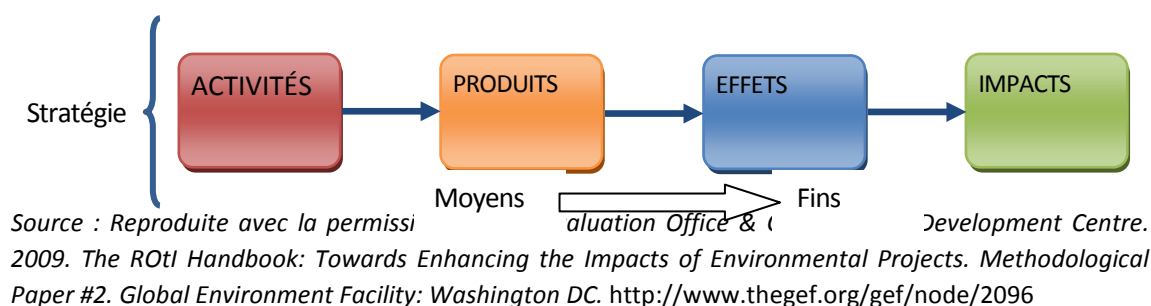 ACTIVITÉS PRODUITS EFFETS IMPACTS
Stratégie
Moyens Fins
Source : Reproduite avec la permissi aluation Office & Development Centre.
2009. The ROtI Handbook: Towards Enhancing the Impacts of Environmental Projects. Methodological
Paper #2. Global Environment Facility: Washington DC. http://www.thegef.org/gef/node/2096